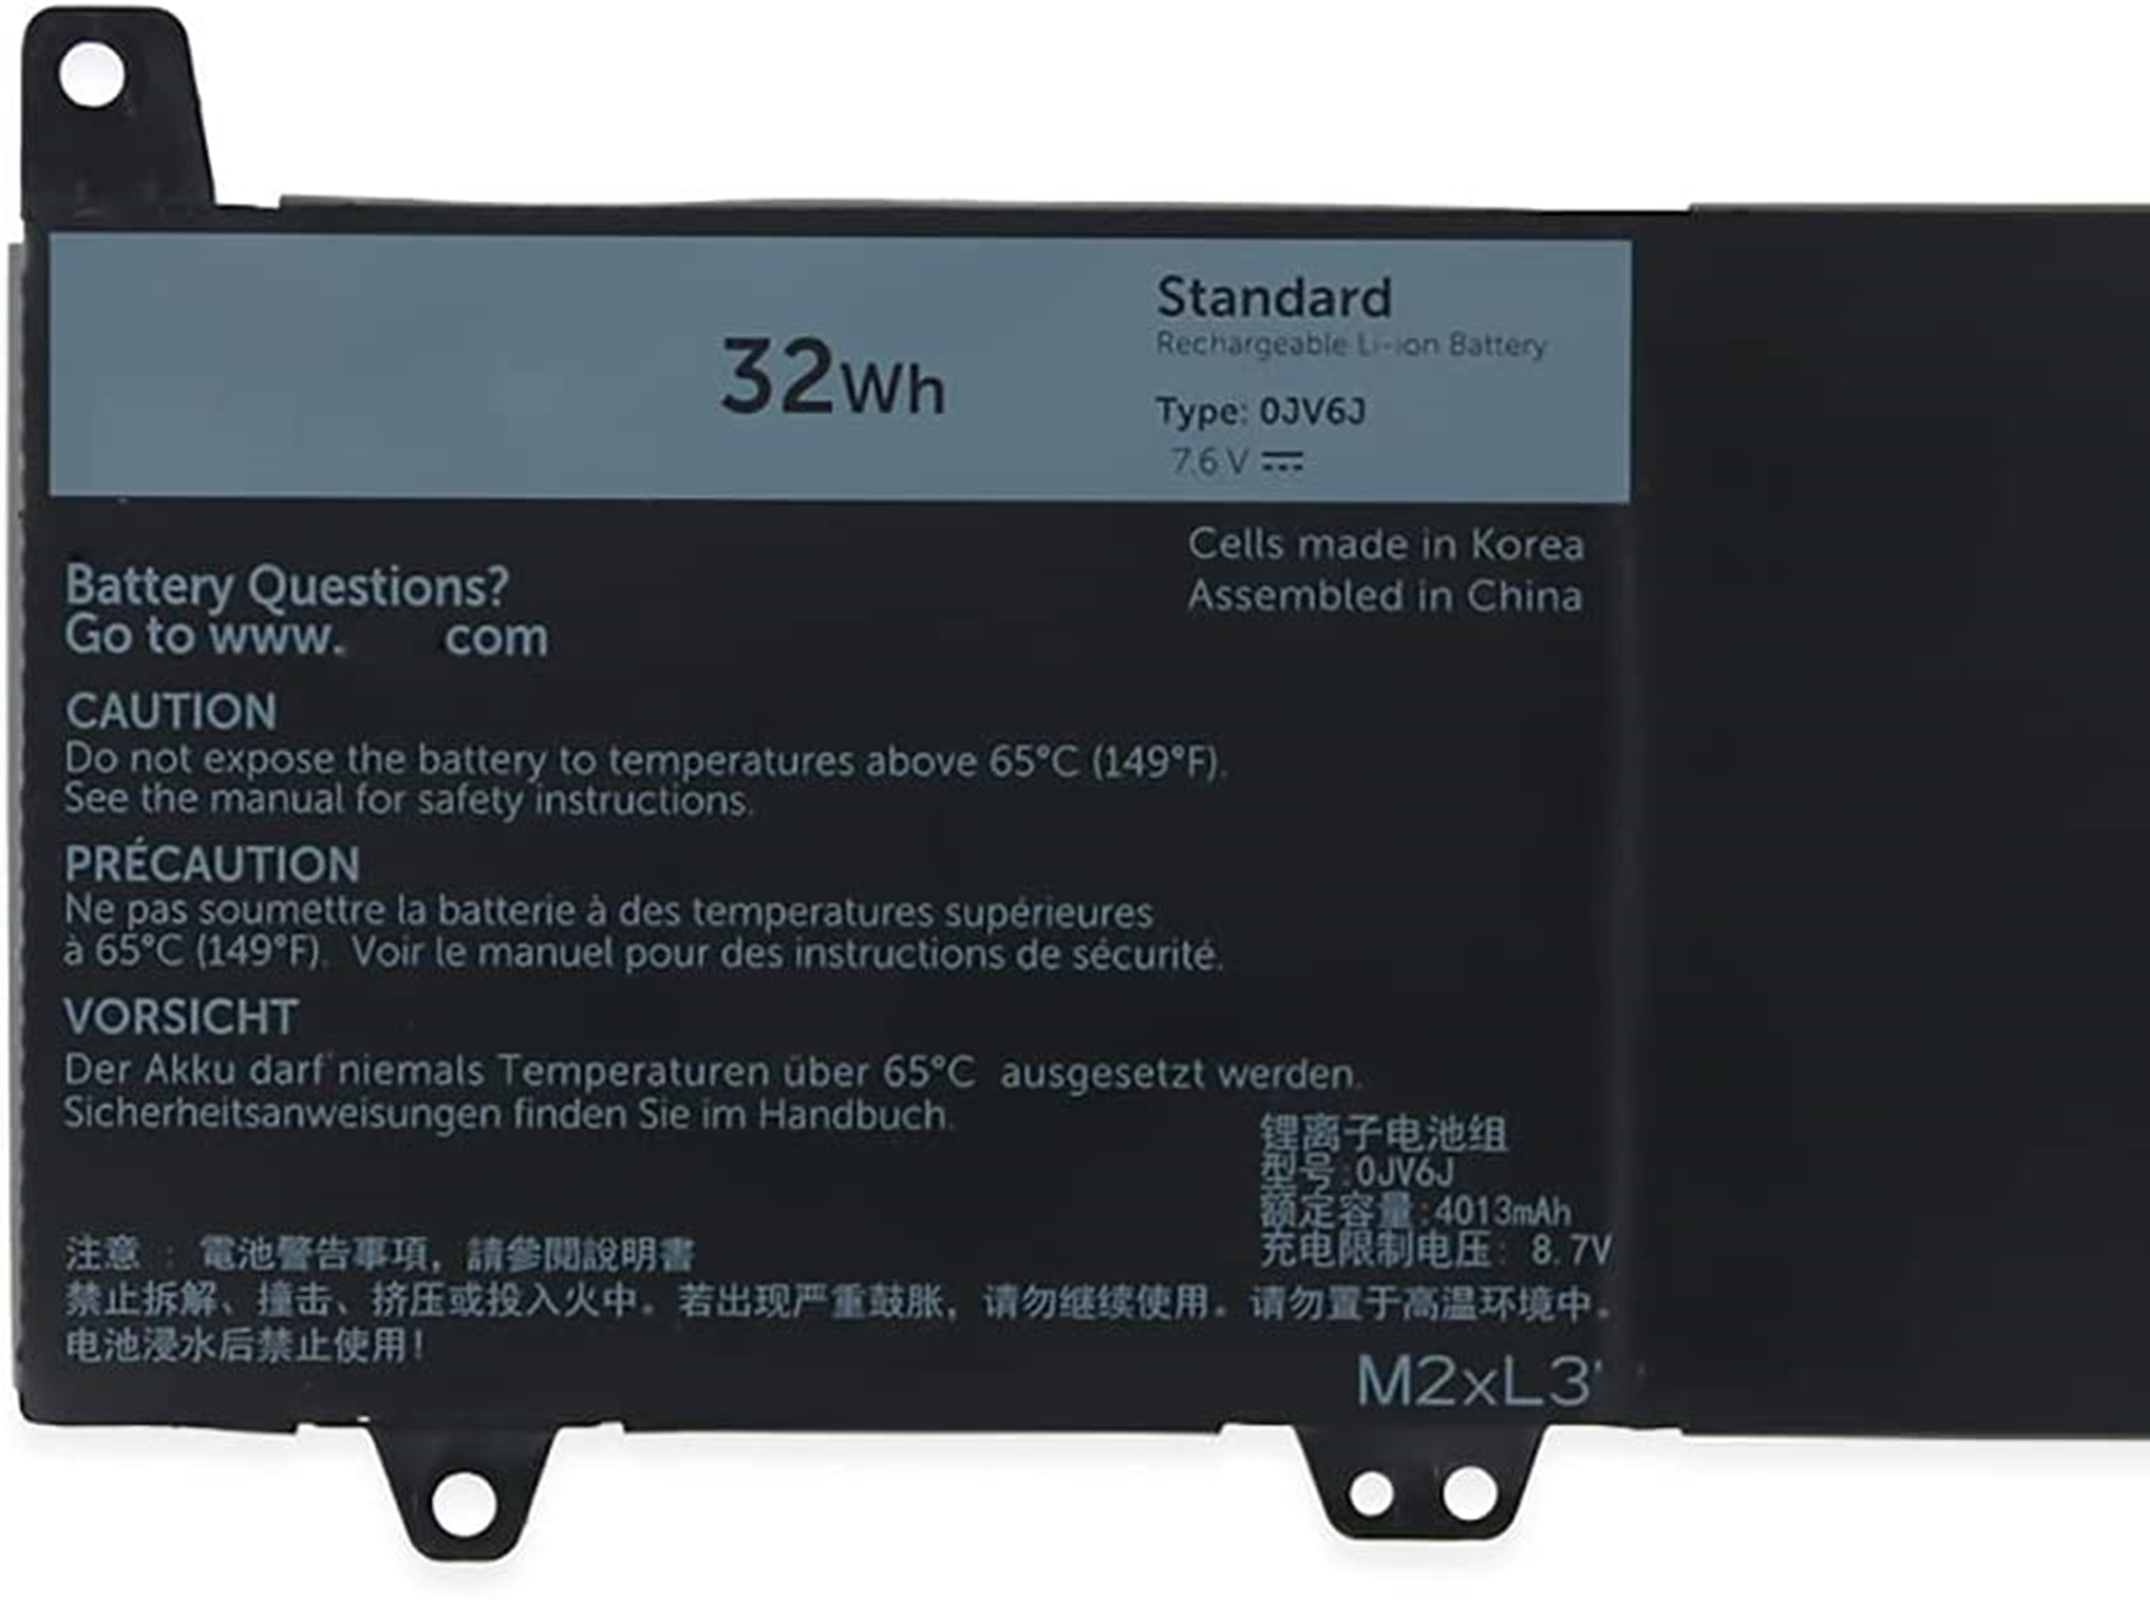 32Wh
Standard
Rechargeable Li-ion Battery
Type: 0JV6J
7.6 V ⎓
Cells made in Korea
Assembled in China
Battery Questions?
Go to www. com
CAUTION
Do not expose the battery to temperatures above 65°C (149°F).
See the manual for safety instructions.
PRÉCAUTION
Ne pas soumettre la batterie à des temperatures supérieures
à 65°C (149°F). Voir le manuel pour des instructions de sécurité.
VORSICHT
Der Akku darf niemals Temperaturen über 65°C ausgesetzt werden.
Sicherheitsanweisungen finden Sie im Handbuch.
锂离子电池组
型号:0JV6J
额定容量:4013mAh
充电限制电压: 8.7V
注意 : 電池警告事項，請參閱說明書
禁止拆解、撞击、挤压或投入火中。若出现严重鼓胀，请勿继续使用。请勿置于高温环境中。
电池浸水后禁止使用!
M2xL3